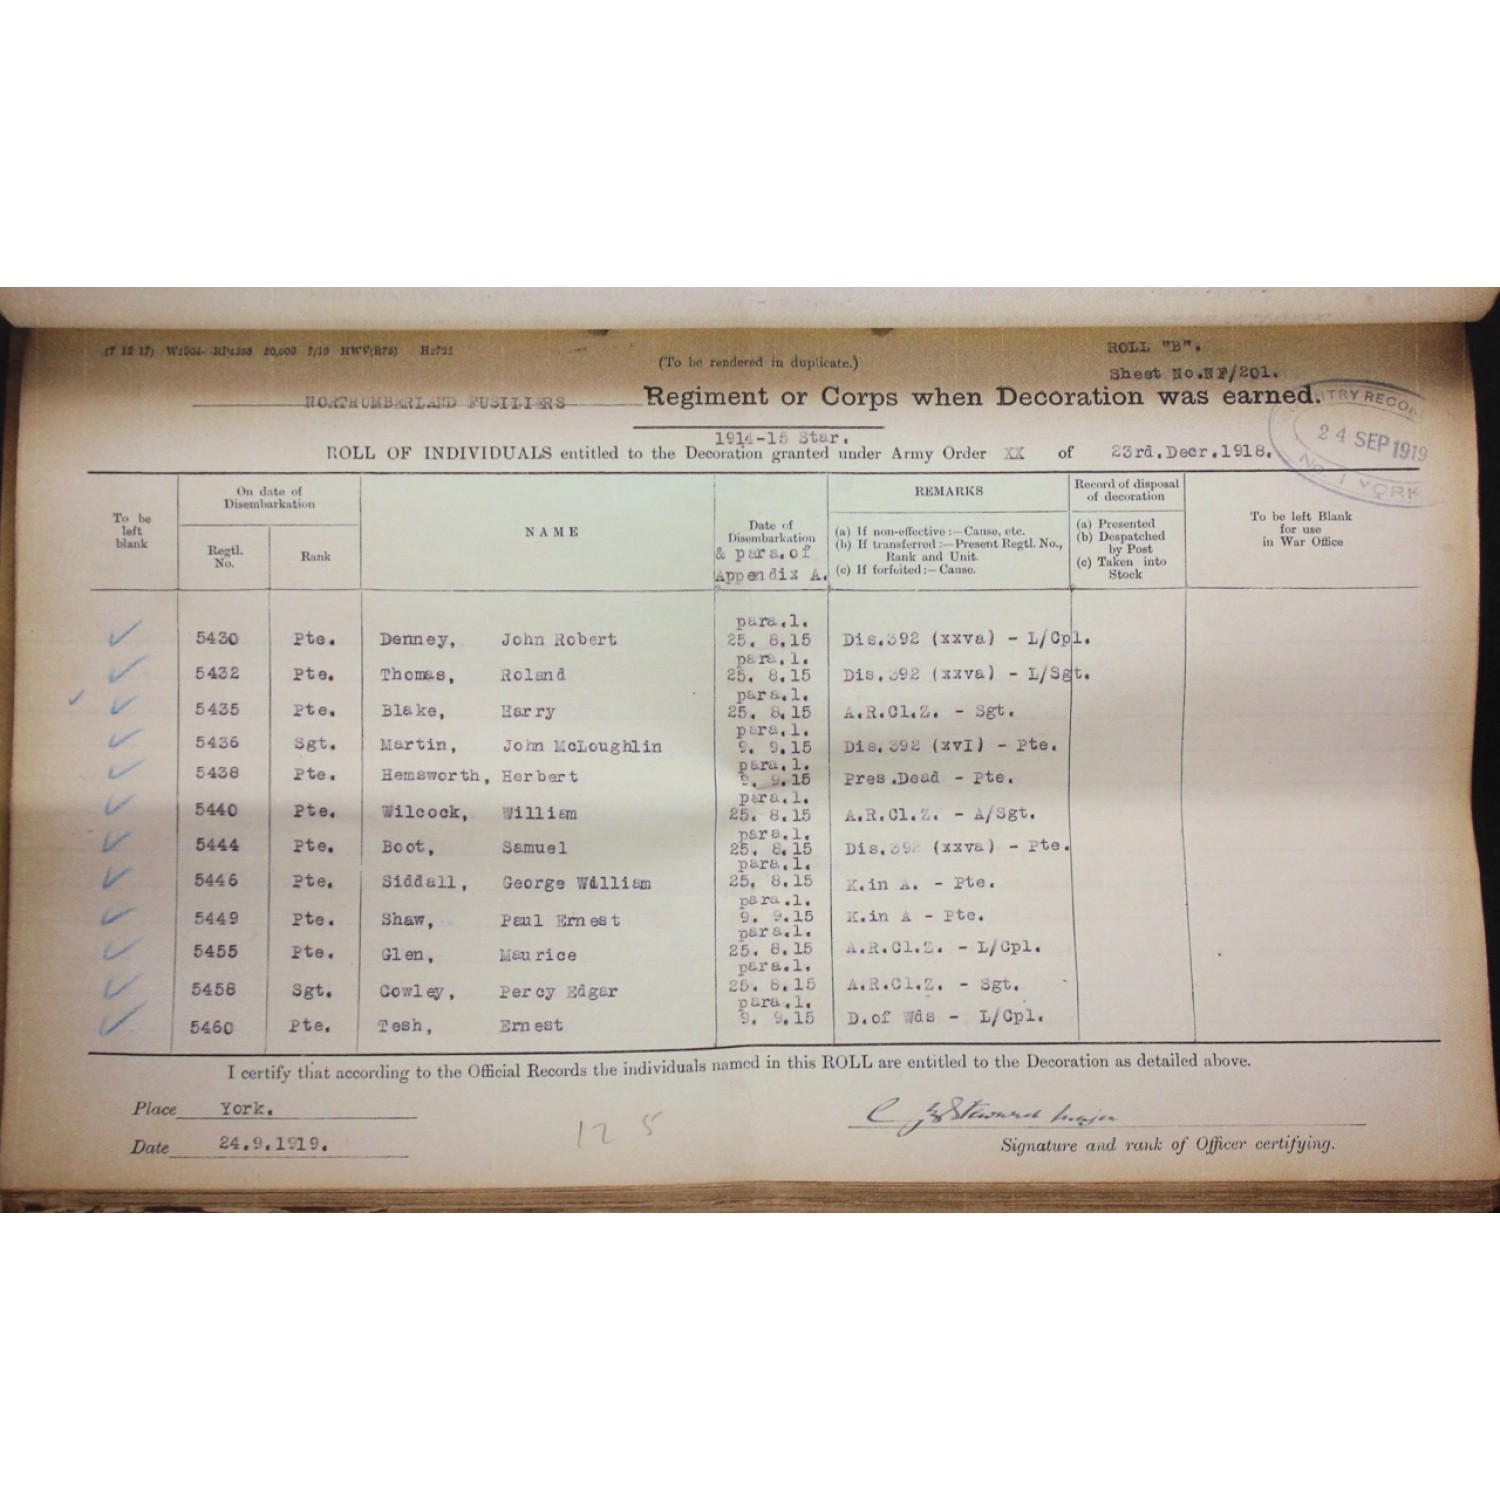 ROLL "B".
(To be rendered in duplicate.)
Sheet No.NF/201.
NORTHUMBERLAND FUSILIERS Regiment or Corps when Decoration was earned.
24 SEP 1919
No. 1 YORK
1914-15 Star.
ROLL OF INDIVIDUALS entitled to the Decoration granted under Army Order XX of 23rd.Decr.1918.
To be left blank
On date of Disembarkation
Regtl. No.
Rank
NAME
Date of Disembarkation & para.of Appendix A.
REMARKS
(a) If non-effective :—Cause, etc.
(b) If transferred :—Present Regtl. No., Rank and Unit.
(c) If forfeited :—Cause.
Record of disposal of decoration
(a) Presented
(b) Despatched by Post
(c) Taken into Stock
To be left Blank for use in War Office
para.1.
5430 Pte. Denney, John Robert 25. 8.15 Dis.392 (xxva) - L/Cpl.
para.1.
5432 Pte. Thomas, Roland 25. 8.15 Dis.392 (xxva) - L/Sgt.
para.1.
5435 Pte. Blake, Harry 25. 8.15 A.R.Cl.Z. - Sgt.
para.1.
5436 Sgt. Martin, John McLoughlin 9. 9.15 Dis.392 (xvI) - Pte.
para.1.
5438 Pte. Hemsworth, Herbert 9. 9.15 Pres.Dead - Pte.
para.1.
5440 Pte. Wilcock, William 25. 8.15 A.R.Cl.Z. - A/Sgt.
para.1.
5444 Pte. Boot, Samuel 25. 8.15 Dis.392 (xxva) - Pte.
para.1.
5446 Pte. Siddall, George William 25. 8.15 K.in A. - Pte.
para.1.
5449 Pte. Shaw, Paul Ernest 9. 9.15 K.in A - Pte.
para.1.
5455 Pte. Glen, Maurice 25. 8.15 A.R.Cl.Z. - L/Cpl.
para.1.
5458 Sgt. Cowley, Percy Edgar 25. 8.15 A.R.Cl.Z. - Sgt.
para.1.
5460 Pte. Tesh, Ernest 9. 9.15 D.of Wds - L/Cpl.
I certify that according to the Official Records the individuals named in this ROLL are entitled to the Decoration as detailed above.
Place York.
Date 24.9.1919.
12 5
Major
Signature and rank of Officer certifying.